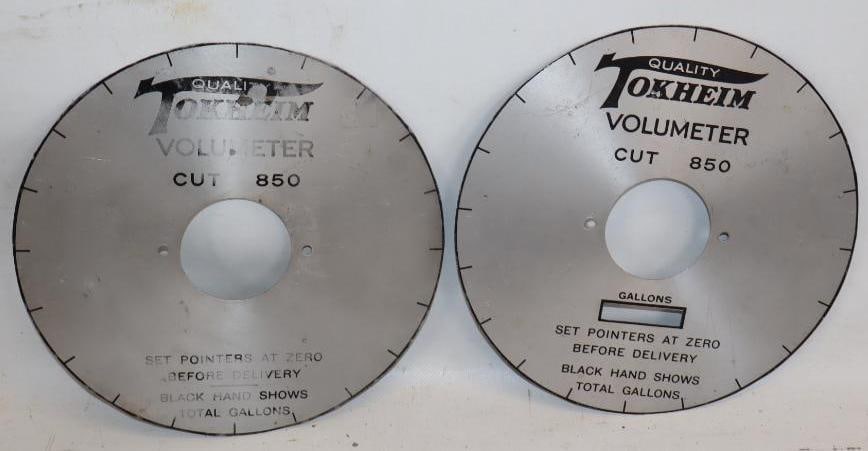 QUALI
TOKHEIM
VOLUMETER
CUT 850
SET POINTERS AT ZERO
BEFORE DELIVERY
BLACK HAND SHOWS
TOTAL GALLONS
QUALITY
TOKHEIM
VOLUMETER
CUT 850
GALLONS
SET POINTERS AT ZERO
BEFORE DELIVERY
BLACK HAND SHOWS
TOTAL GALLONS